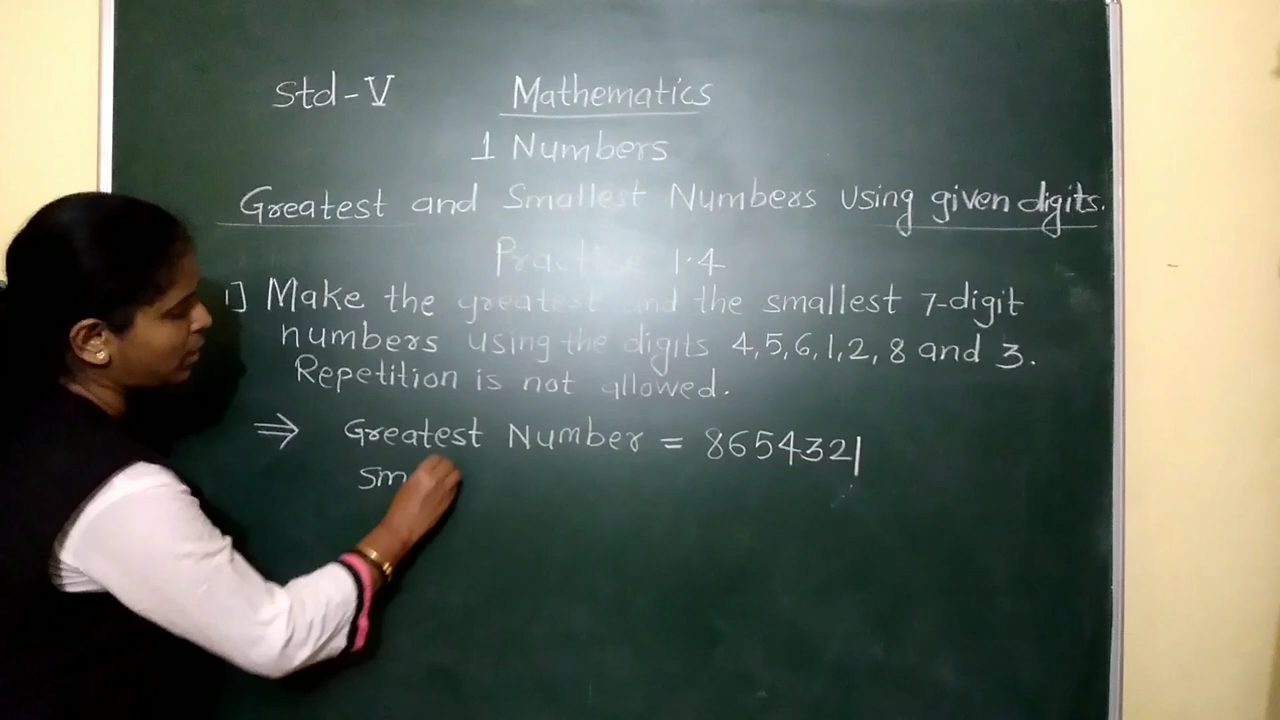 Std-V Mathematics
1 Numbers
Greatest and Smallest Numbers using given digits.
Practise 1.4
1] Make the greatest and the smallest 7-digit
numbers using the digits 4,5,6,1,2,8 and 3.
Repetition is not allowed.
⇒ Greatest Number = 8654321
Sm